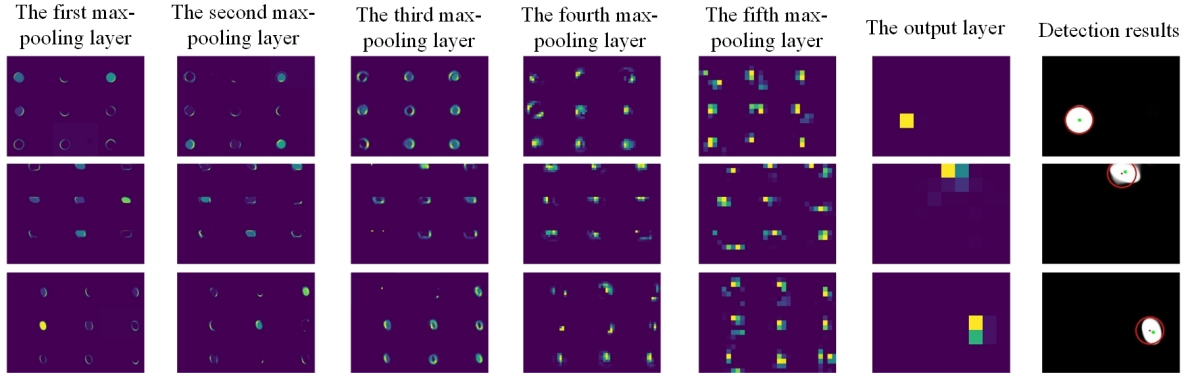 The first max-
pooling layer
The second max-
pooling layer
The third max-
pooling layer
The fourth max-
pooling layer
The fifth max-
pooling layer
The output layer
Detection results